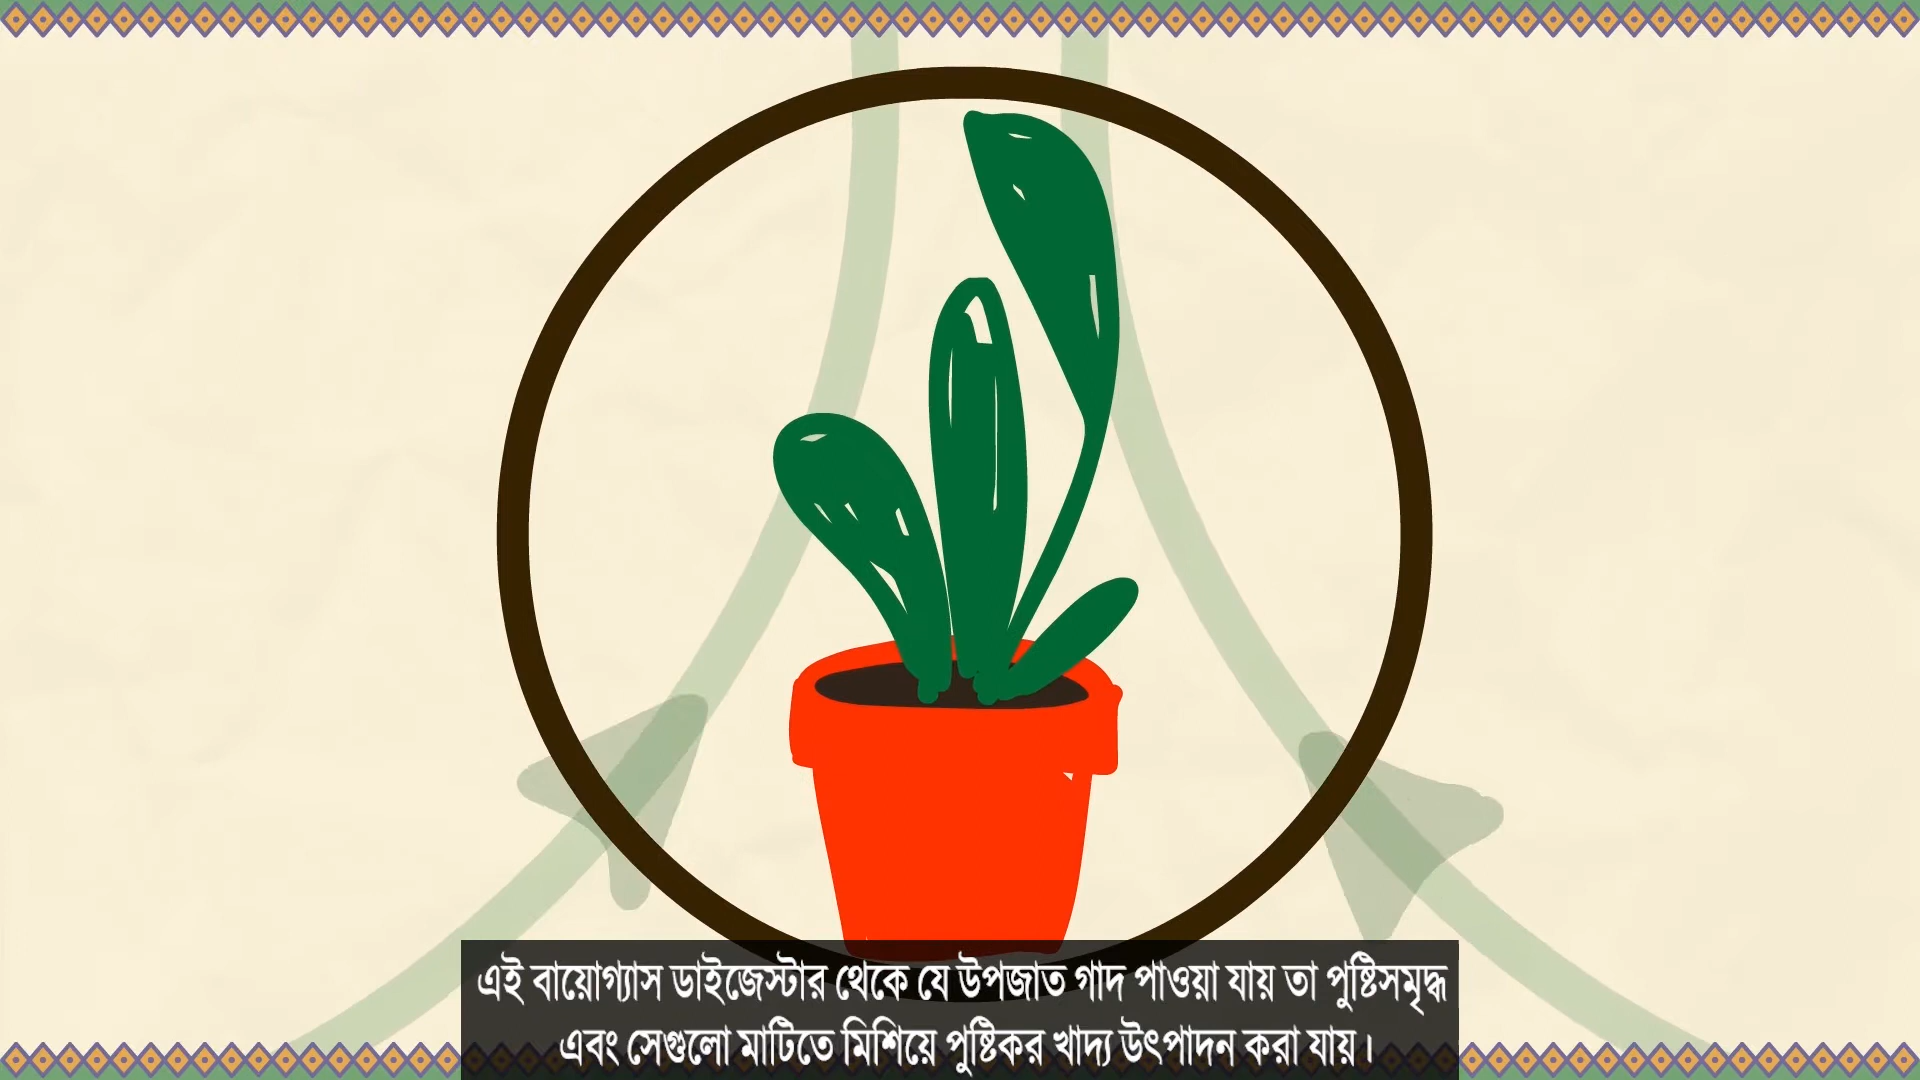 এই বায়োগ্যাস ডাইজেস্টার থেকে যে উপজাত গাদ পাওয়া যায় তা পুষ্টিসমৃদ্ধ
এবং সেগুলো মাটিতে মিশিয়ে পুষ্টিকর খাদ্য উৎপাদন করা যায়।